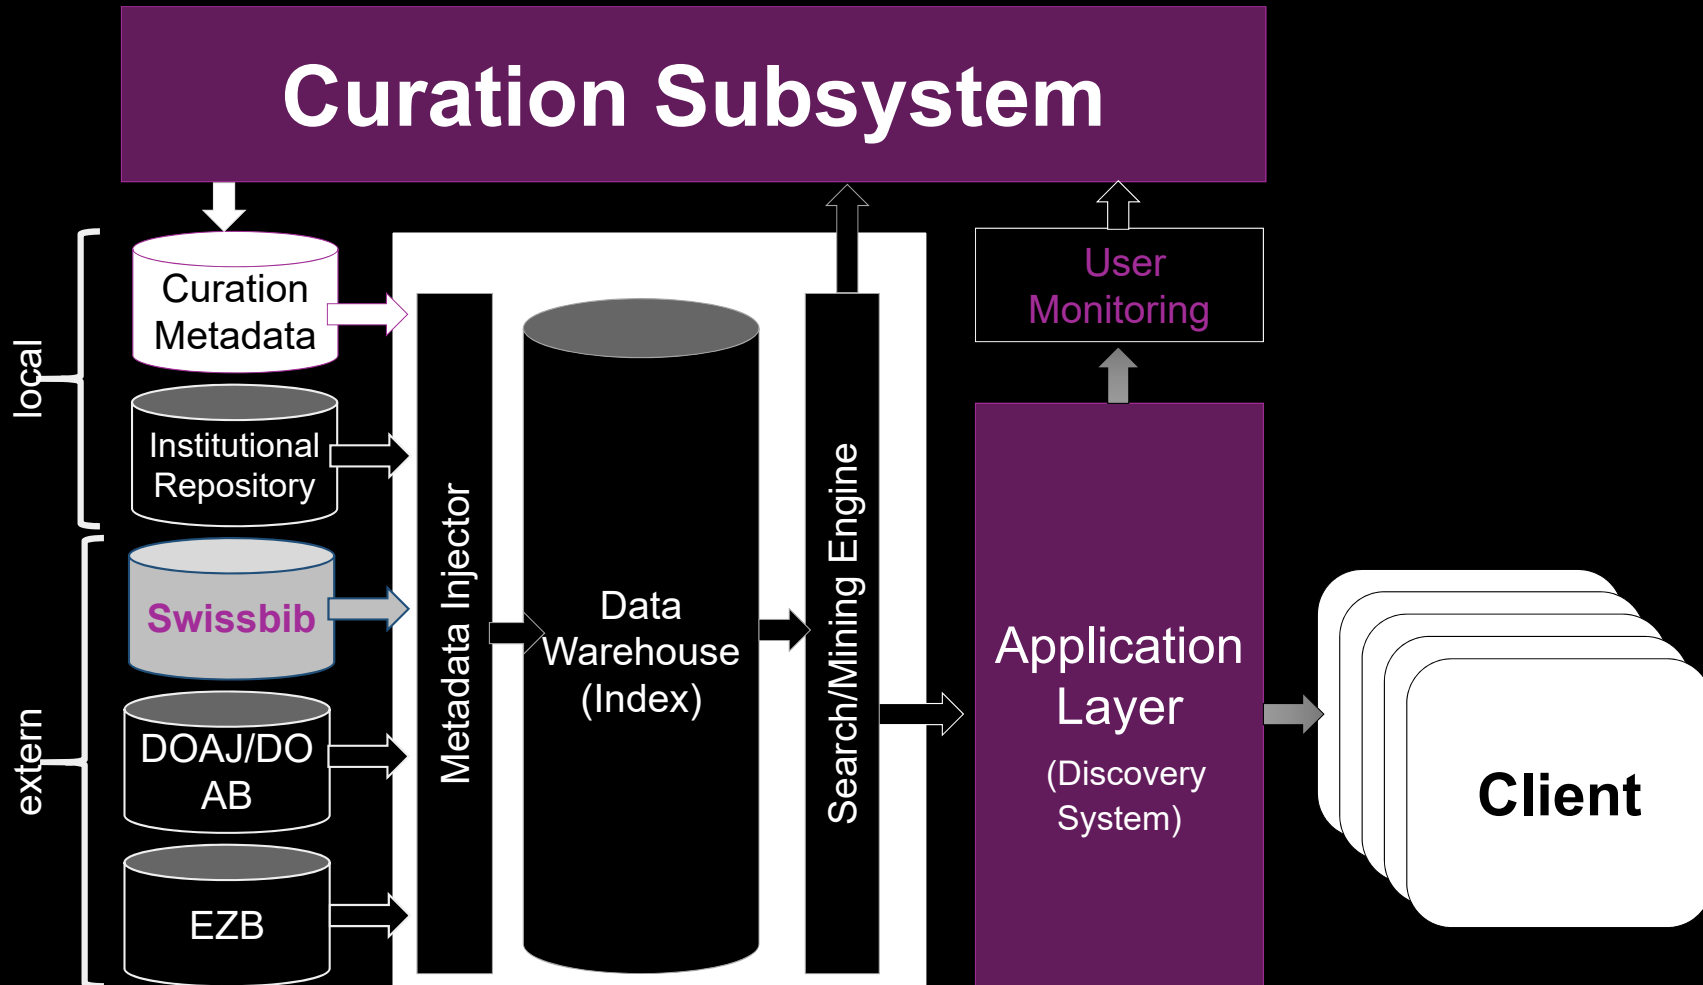 Curation Subsystem
local
Curation
Metadata
Institutional
Repository
extern
Swissbib
DOAJ/DO
AB
EZB
Metadata Injector
Data
Warehouse
(Index)
Search/Mining Engine
User
Monitoring
Application
Layer
(Discovery
System)
Client